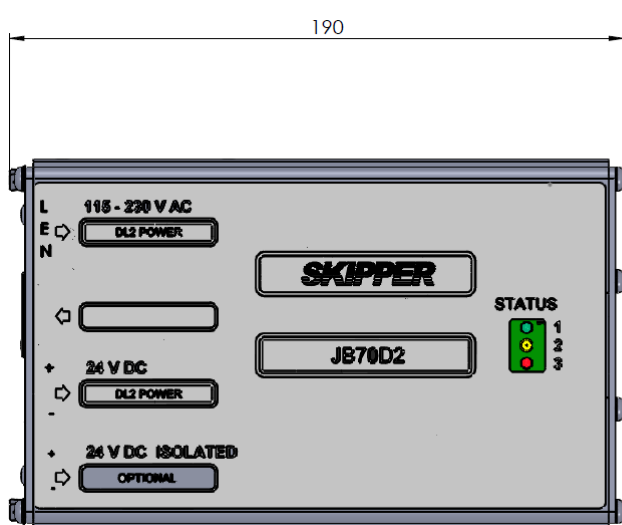 190
L
115 - 230 V AC
E
DL2 POWER
N
SKIPPER
STATUS
1
2
3
JB70D2
+
24 V DC
DL2 POWER
-
+
24 V DC ISOLATED
OPTIONAL
-